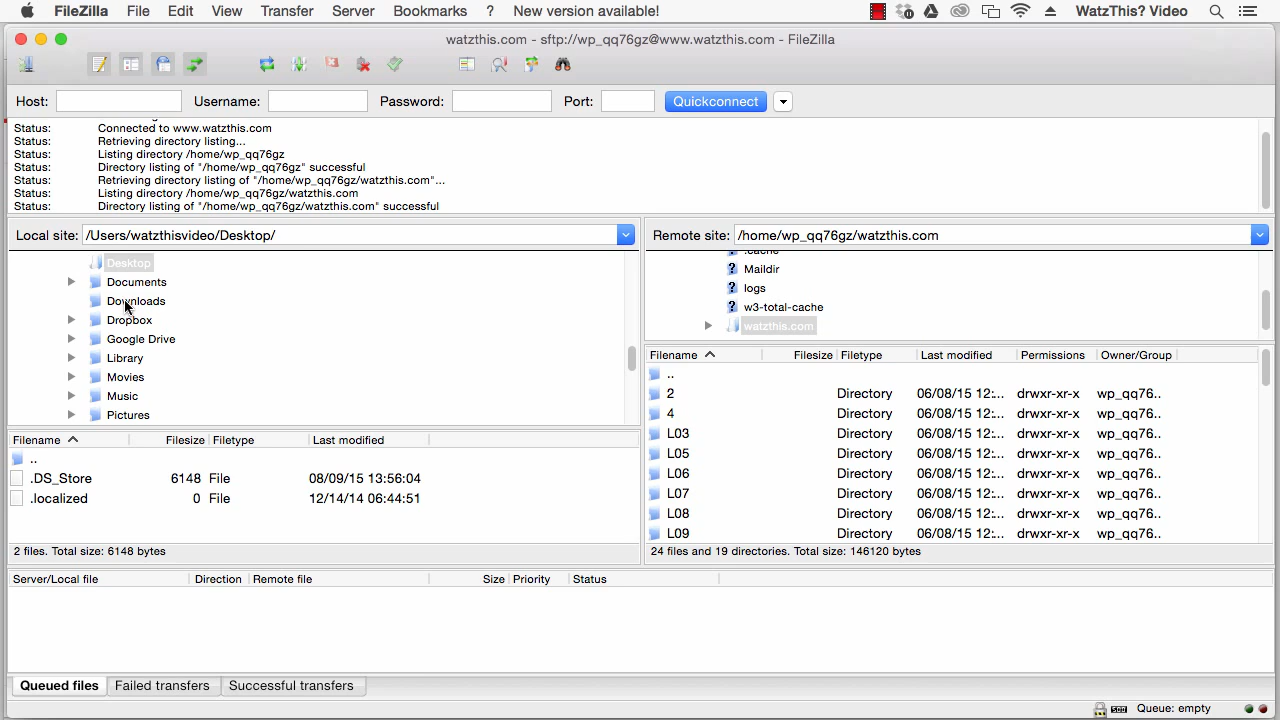 FileZilla File Edit View Transfer Server Bookmarks ? New version available! WatzThis? Video
watzthis.com - sftp://wp_qq76gz@www.watzthis.com - FileZilla
Host: Username: Password: Port: Quickconnect
Status: Connected to www.watzthis.com
Status: Retrieving directory listing...
Status: Listing directory /home/wp_qq76gz
Status: Directory listing of "/home/wp_qq76gz" successful
Status: Retrieving directory listing of "/home/wp_qq76gz/watzthis.com"...
Status: Listing directory /home/wp_qq76gz/watzthis.com
Status: Directory listing of "/home/wp_qq76gz/watzthis.com" successful
Local site: /Users/watzthisvideo/Desktop/
Desktop
Documents
Downloads
Dropbox
Google Drive
Library
Movies
Music
Pictures
Filename Filesize Filetype Last modified
..
.DS_Store 6148 File 08/09/15 13:56:04
.localized 0 File 12/14/14 06:44:51
2 files. Total size: 6148 bytes
Remote site: /home/wp_qq76gz/watzthis.com
.cache
Maildir
logs
w3-total-cache
watzthis.com
Filename Filesize Filetype Last modified Permissions Owner/Group
..
2 Directory 06/08/15 12:... drwxr-xr-x wp_qq76..
4 Directory 06/08/15 12:... drwxr-xr-x wp_qq76..
L03 Directory 06/08/15 12:... drwxr-xr-x wp_qq76..
L05 Directory 06/08/15 12:... drwxr-xr-x wp_qq76..
L06 Directory 06/08/15 12:... drwxr-xr-x wp_qq76..
L07 Directory 06/08/15 12:... drwxr-xr-x wp_qq76..
L08 Directory 06/08/15 12:... drwxr-xr-x wp_qq76..
L09 Directory 06/08/15 12:... drwxr-xr-x wp_qq76..
24 files and 19 directories. Total size: 146120 bytes
Server/Local file Direction Remote file Size Priority Status
Queued files Failed transfers Successful transfers
Queue: empty